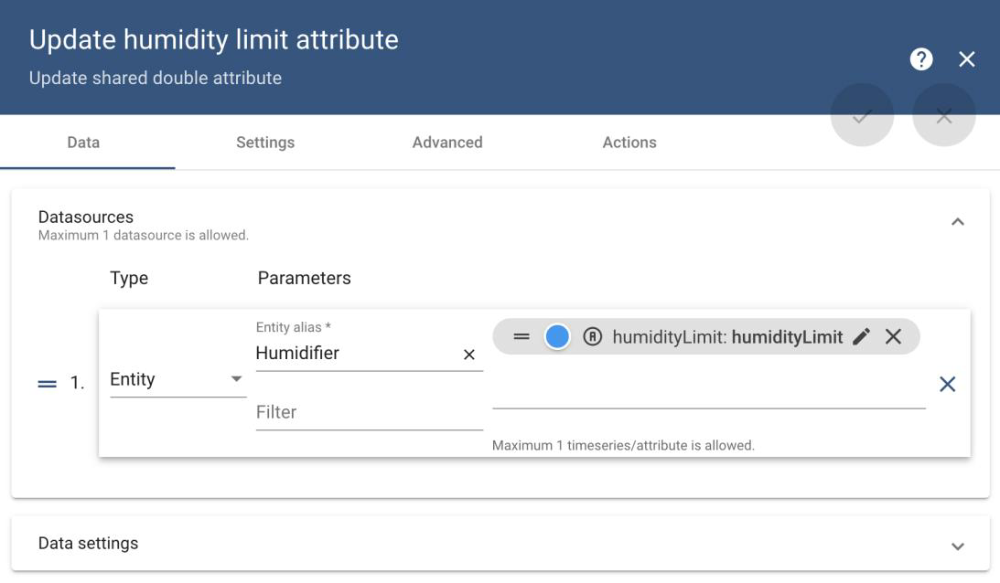 Update humidity limit attribute
Update shared double attribute
Data Settings Advanced Actions
Datasources
Maximum 1 datasource is allowed.
Type Parameters
Entity alias *
humidityLimit: humidityLimit
Humidifier
1. Entity
Filter
Maximum 1 timeseries/attribute is allowed.
Data settings